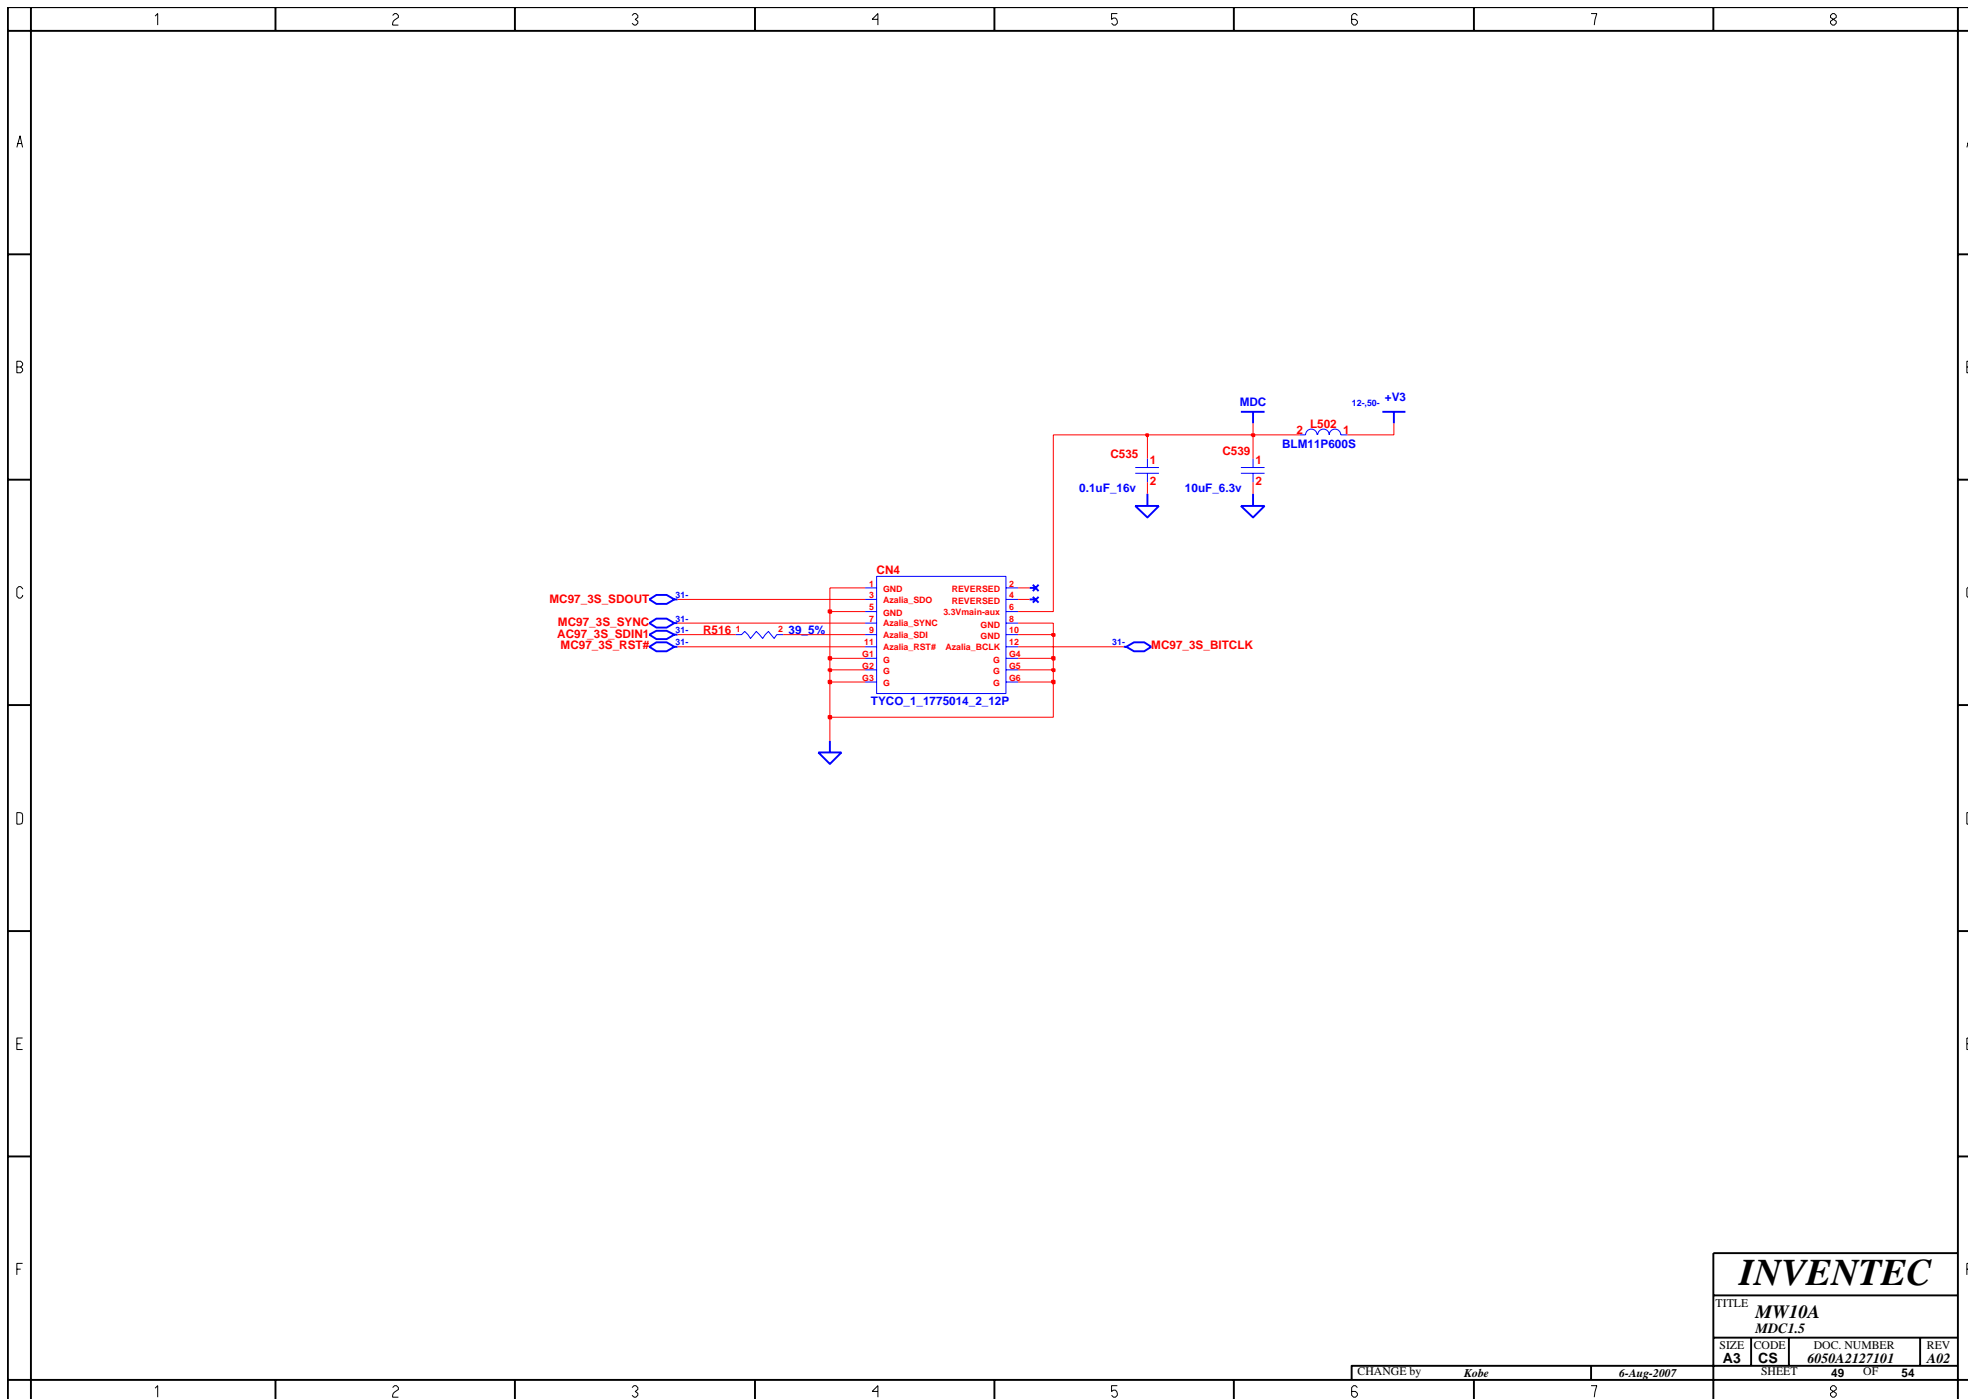 1 2 3 4 5 6 7 8
A
B
MDC
12-,50- +V3
L502
2 1
BLM11P600S
C535 1
2
0.1uF_16v
C539 1
2
10uF_6.3v
CN4
C
MC97_3S_SDOUT 31-
MC97_3S_SYNC 31-
AC97_3S_SDIN1 31- R516 1 2 39_5%
MC97_3S_RST# 31-
1 GND REVERSED 2
3 Azalia_SDO REVERSED 4
5 GND 3.3Vmain-aux 6
7 Azalia_SYNC GND 8
9 Azalia_SDI GND 10
11 Azalia_RST# Azalia_BCLK 12
31- MC97_3S_BITCLK
G1 G G G4
G2 G G G5
G3 G G G6
TYCO_1_1775014_2_12P
D
E
F
INVENTEC
TITLE MW10A
MDC1.5
SIZE CODE DOC. NUMBER REV
A3 CS 6050A2127101 A02
CHANGE by Kobe 6-Aug-2007 SHEET 49 OF 54
1 2 3 4 5 6 7 8